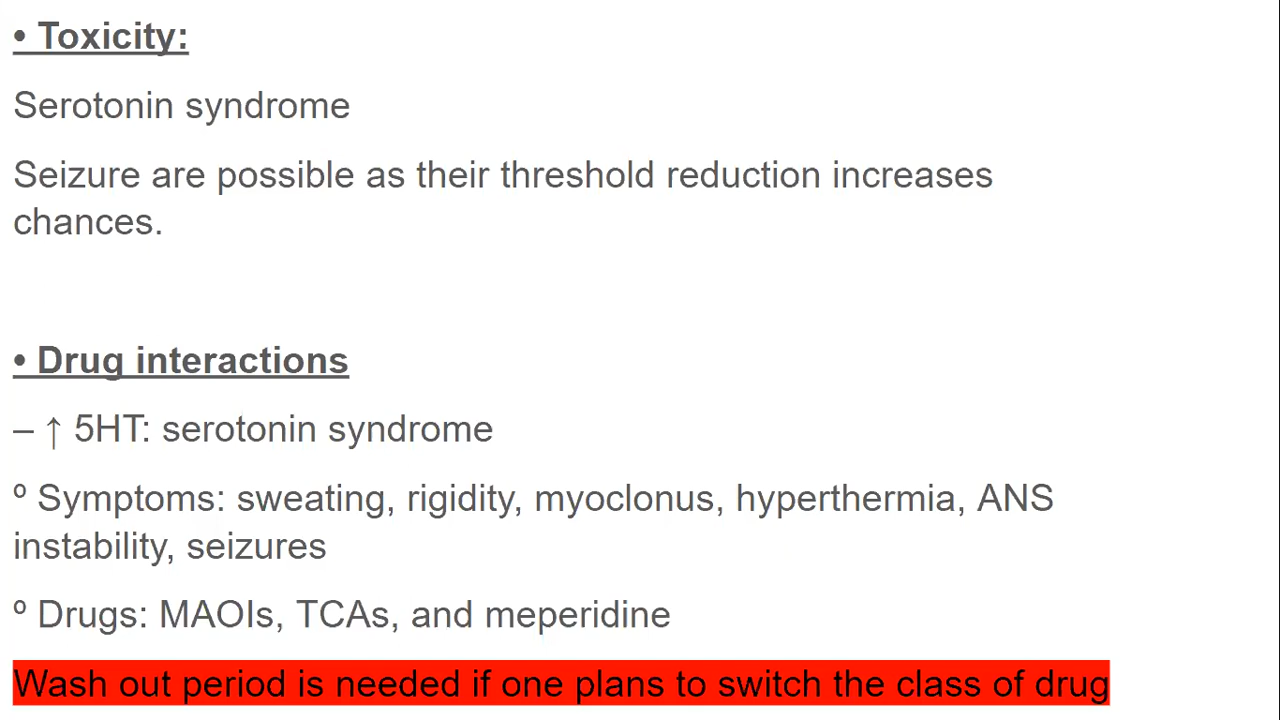 • Toxicity:
Serotonin syndrome
Seizure are possible as their threshold reduction increases
chances.
• Drug interactions
– ↑ 5HT: serotonin syndrome
º Symptoms: sweating, rigidity, myoclonus, hyperthermia, ANS
instability, seizures
º Drugs: MAOIs, TCAs, and meperidine
Wash out period is needed if one plans to switch the class of drug